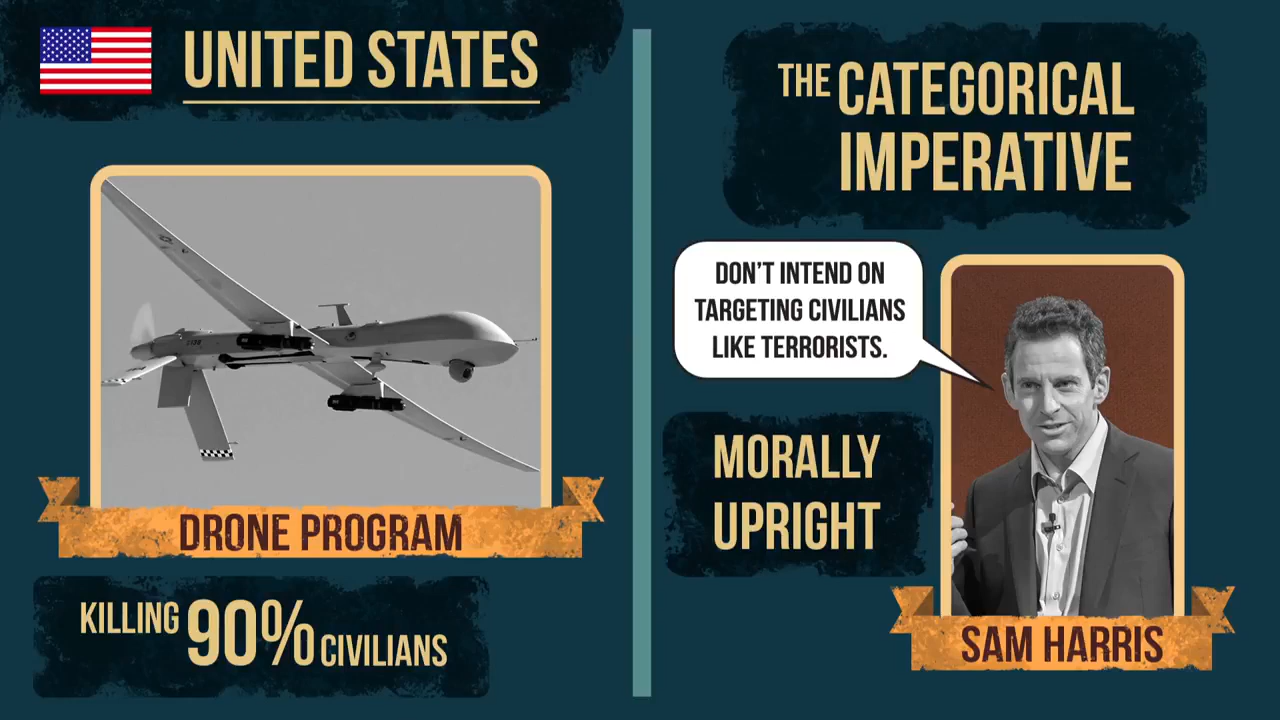 UNITED STATES
DRONE PROGRAM
KILLING 90% CIVILIANS
THE CATEGORICAL
IMPERATIVE
DON'T INTEND ON
TARGETING CIVILIANS
LIKE TERRORISTS.
MORALLY
UPRIGHT
SAM HARRIS